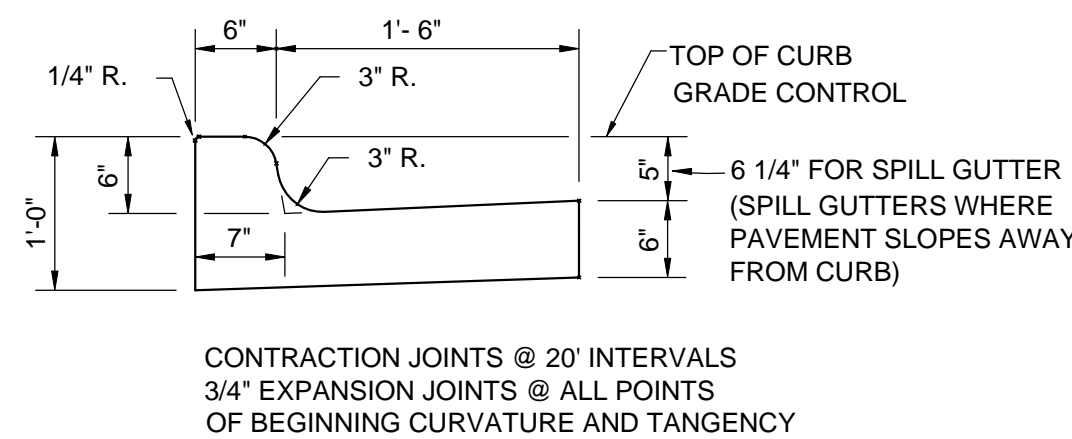 6"
1'- 6"
TOP OF CURB
GRADE CONTROL
1/4" R.
3" R.
3" R.
6"
1'-0"
7"
5"
6"
6 1/4" FOR SPILL GUTTER
(SPILL GUTTERS WHERE
PAVEMENT SLOPES AWAY
FROM CURB)
CONTRACTION JOINTS @ 20' INTERVALS
3/4" EXPANSION JOINTS @ ALL POINTS
OF BEGINNING CURVATURE AND TANGENCY